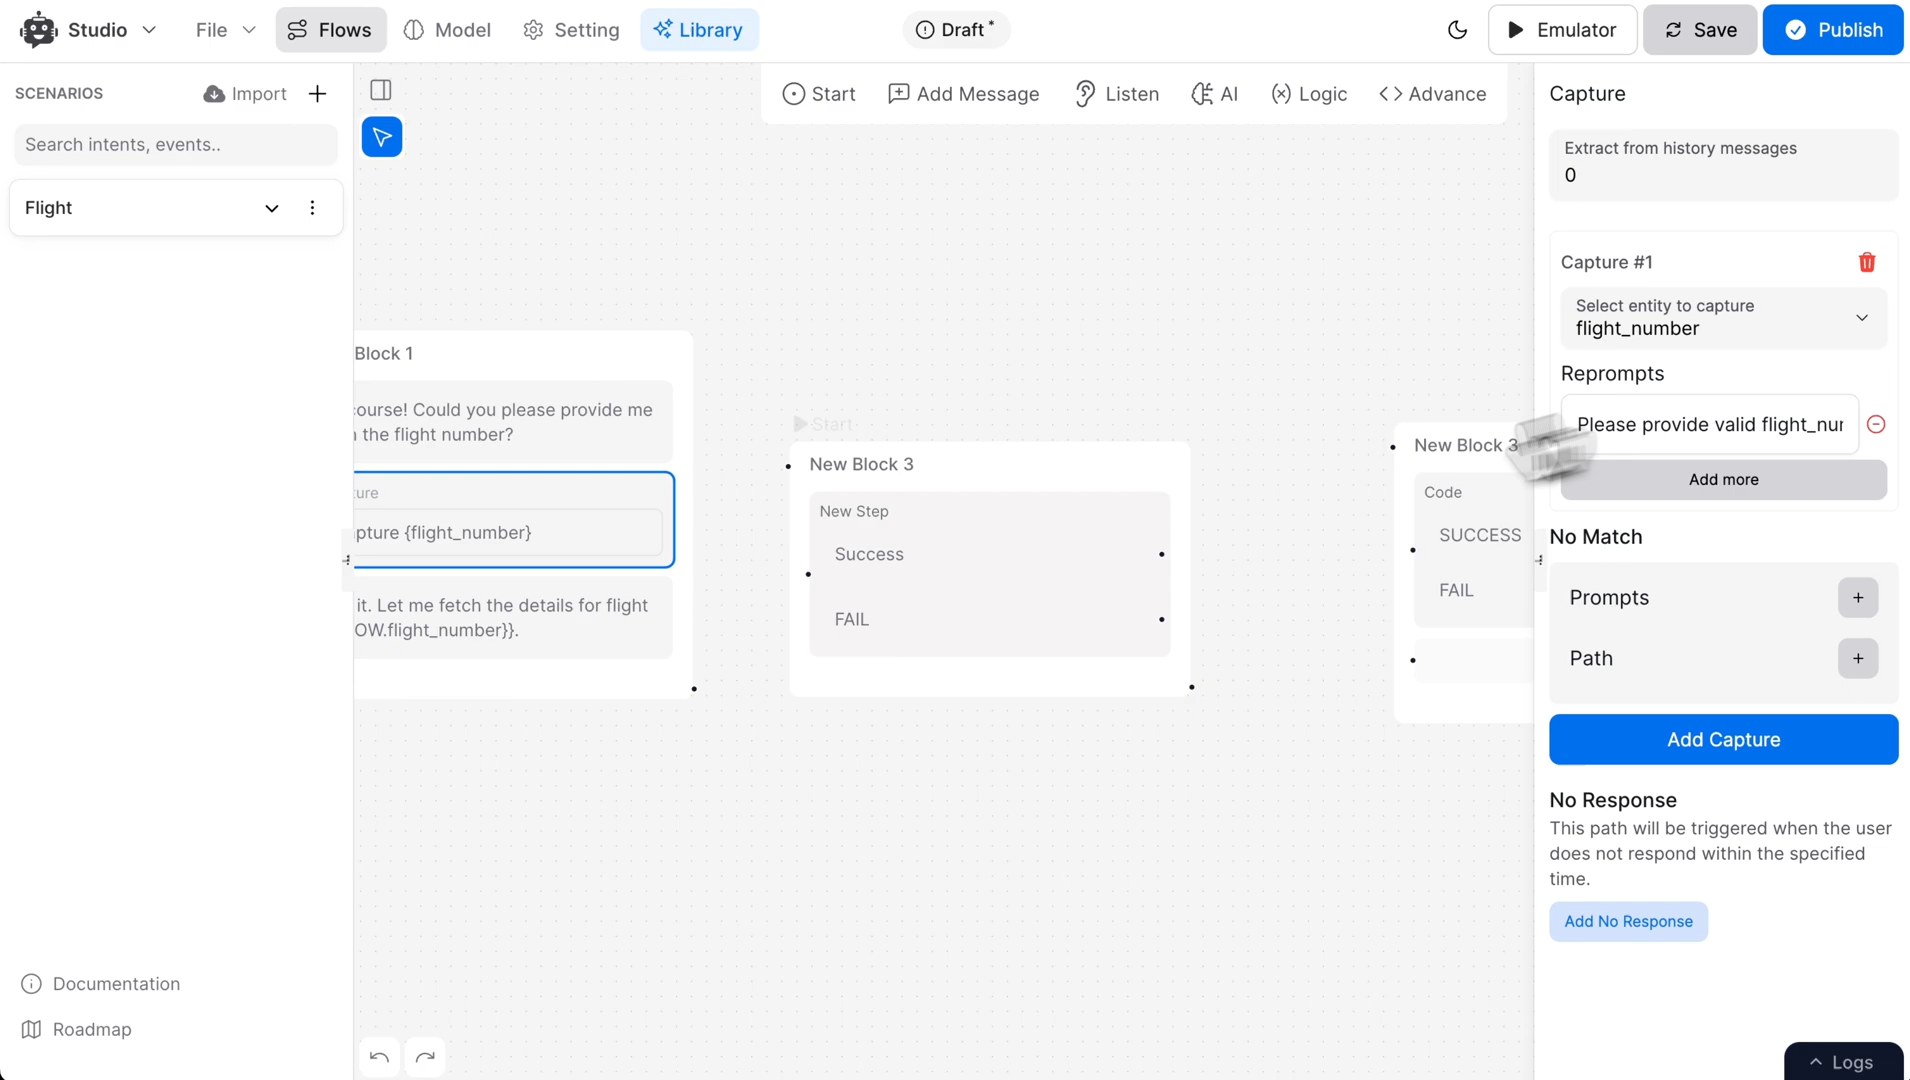 Studio
File
Flows
Model
Setting
Library
Draft *
Emulator
Save
Publish
SCENARIOS
Import
Search intents, events..
Flight
Documentation
Roadmap
Start
Add Message
Listen
AI
Logic
Advance
Block 1
course! Could you please provide me
the flight number?
ture
pture {flight_number}
it. Let me fetch the details for flight
OW.flight_number}}.
Start
New Block 3
New Step
Success
FAIL
New Block 3
Code
SUCCESS
FAIL
Capture
Extract from history messages
0
Capture #1
Select entity to capture
flight_number
Reprompts
Please provide valid flight_nur
Add more
No Match
Prompts
Path
Add Capture
No Response
This path will be triggered when the user
does not respond within the specified
time.
Add No Response
Logs